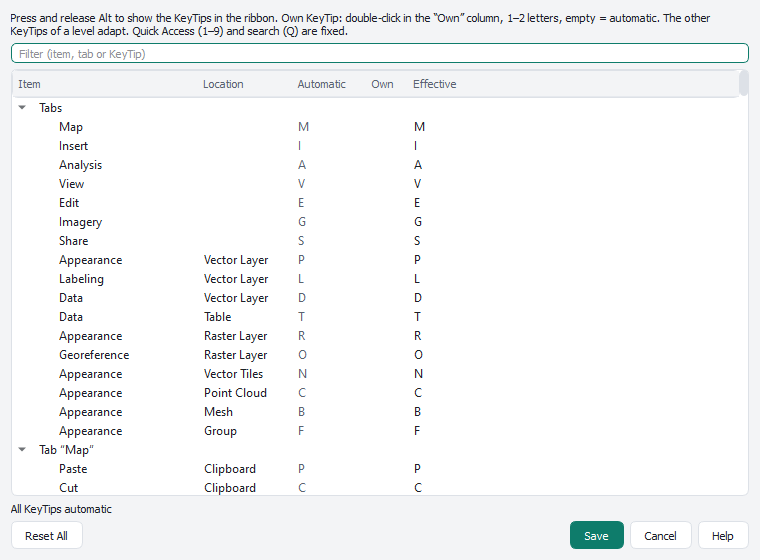 Press and release Alt to show the KeyTips in the ribbon. Own KeyTip: double-click in the “Own” column, 1–2 letters, empty = automatic. The other
KeyTips of a level adapt. Quick Access (1–9) and search (Q) are fixed.
Filter (item, tab or KeyTip)
Item Location Automatic Own Effective
Tabs
Map M M
Insert I I
Analysis A A
View V V
Edit E E
Imagery G G
Share S S
Appearance Vector Layer P P
Labeling Vector Layer L L
Data Vector Layer D D
Data Table T T
Appearance Raster Layer R R
Georeference Raster Layer O O
Appearance Vector Tiles N N
Appearance Point Cloud C C
Appearance Mesh B B
Appearance Group F F
Tab “Map”
Paste Clipboard P P
Cut Clipboard C C
All KeyTips automatic
Reset All Save Cancel Help